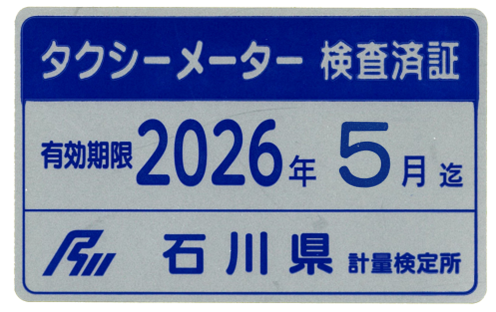 タクシーメーター 検査済証
有効期限2026年 5月 迄
石川県 計量検定所